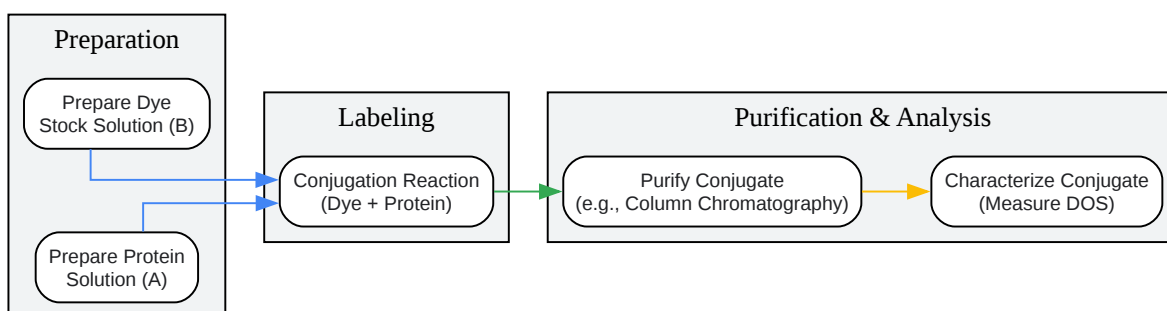 Preparation
Prepare Dye
Stock Solution (B)
Prepare Protein
Solution (A)
Labeling
Conjugation Reaction
(Dye + Protein)
Purification & Analysis
Purify Conjugate
(e.g., Column Chromatography)
Characterize Conjugate
(Measure DOS)